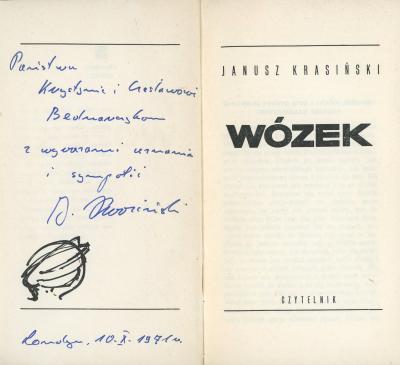 Państwu
Krystynie i Czesławowi
Bednarczykom
z wyrazami uznania
i sympatii
J. Krasiński
Londyn, 10.X.1971 r.
JANUSZ KRASIŃSKI
WÓZEK
CZYTELNIK